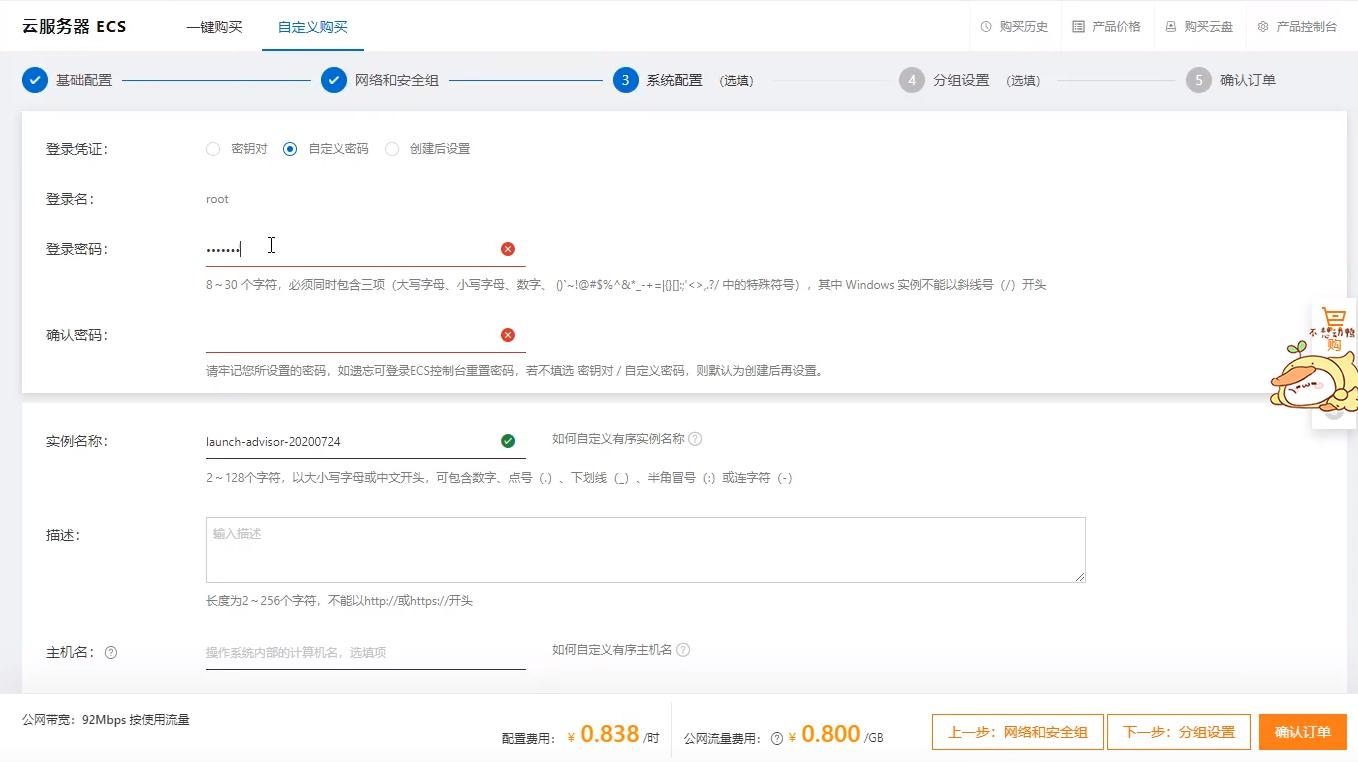 云服务器 ECS 一键购买 自定义购买 购买历史 产品价格 购买云盘 产品控制台
基础配置 网络和安全组 3 系统配置 (选填) 4 分组设置 (选填) 5 确认订单
登录凭证: 密钥对 自定义密码 创建后设置
登录名: root
登录密码: •••••••
8 ~ 30 个字符，必须同时包含三项（大写字母、小写字母、数字、 ()`~!@#$%^&*_-+=|{}[]:;'<>,.?/ 中的特殊符号），其中 Windows 实例不能以斜线号（/）开头
确认密码:
请牢记您所设置的密码，如遗忘可登录ECS控制台重置密码，若不填选 密钥对 / 自定义密码，则默认为创建后再设置。
不想动鸭
购
实例名称: launch-advisor-20200724 如何自定义有序实例名称 ?
2 ~ 128个字符，以大小写字母或中文开头，可包含数字、点号（.）、下划线（_）、半角冒号（:）或连字符（-）
描述: 输入描述
长度为2 ~ 256个字符，不能以http://或https://开头
主机名: ? 操作系统内部的计算机名，选填项 如何自定义有序主机名 ?
公网带宽: 92Mbps 按使用流量
配置费用: ¥ 0.838 /时 公网流量费用: ? ¥ 0.800 /GB
上一步: 网络和安全组 下一步: 分组设置 确认订单